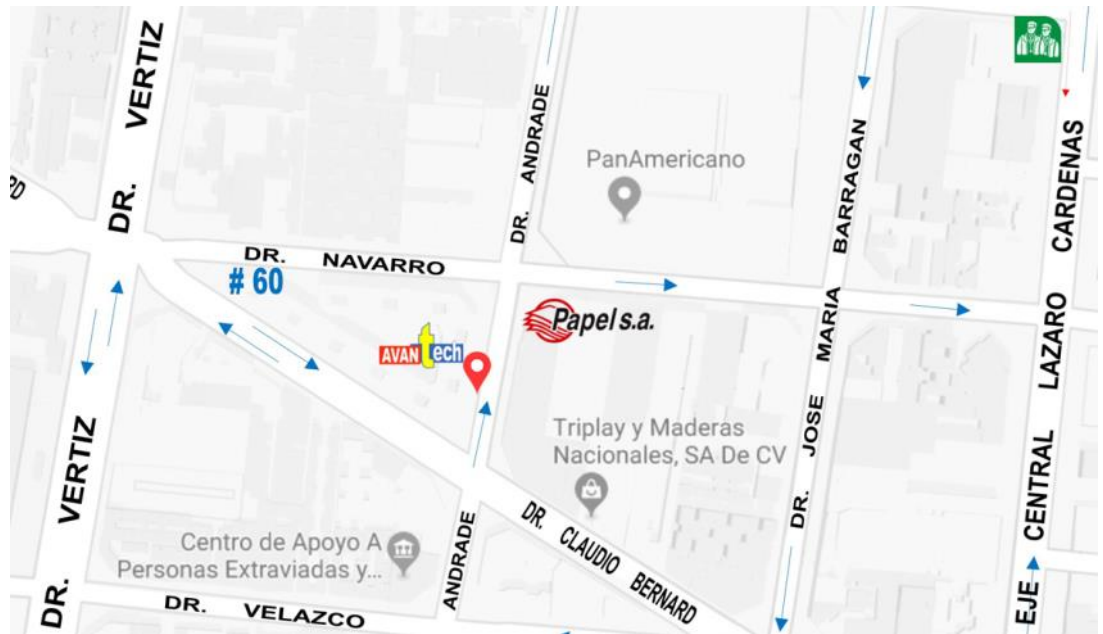 DR. VERTIZ
RD
DR. ANDRADE
PanAmericano
DR. JOSE MARIA BARRAGAN
EJE CENTRAL LAZARO CARDENAS
DR. NAVARRO
# 60
Papel s.a.
AVANtech
Triplay y Maderas
Nacionales, SA De CV
DR. VERTIZ
Centro de Apoyo A
Personas Extraviadas y...
ANDRADE
DR. CLAUDIO BERNARD
DR. VELAZCO